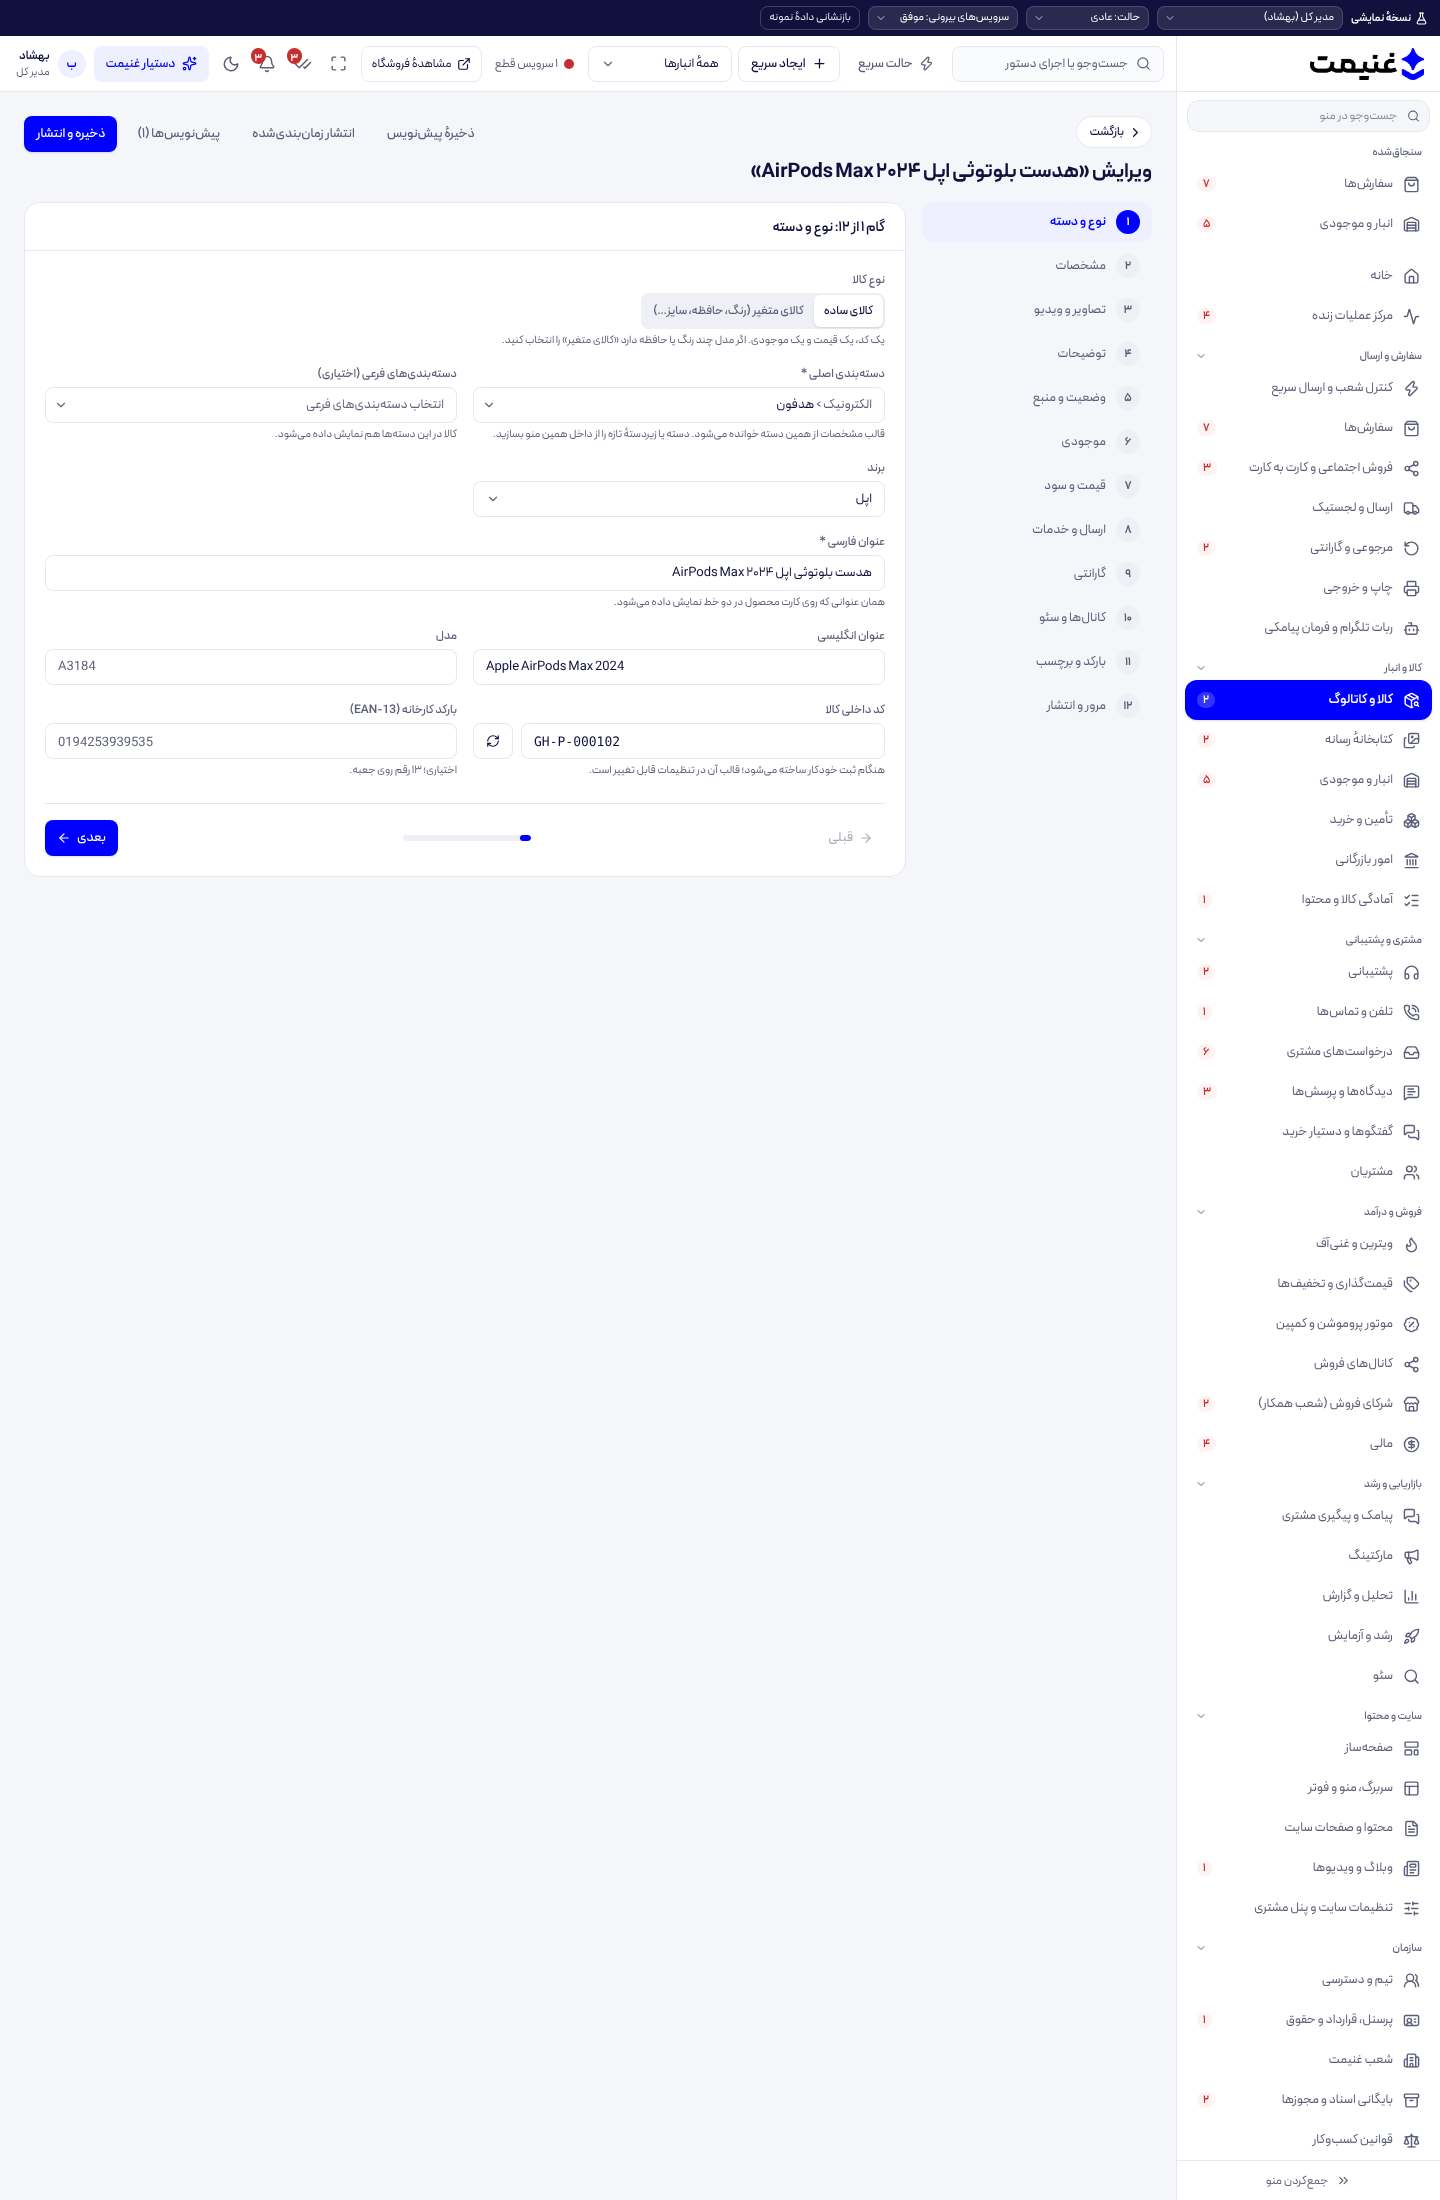 نسخهٔ نمایشی
مدیر کل (بهشاد)
حالت: عادی
سرویس‌های بیرونی: موفق
بازنشانی دادهٔ نمونه
غنیمت
جست‌وجو یا اجرای دستور
حالت سریع
ایجاد سریع
همهٔ انبارها
۱ سرویس قطع
مشاهدهٔ فروشگاه
۳
۳
دستیار غنیمت
ب
بهشاد
مدیر کل
جست‌وجو در منو
سنجاق‌شده
سفارش‌ها ۷
انبار و موجودی ۵
خانه
مرکز عملیات زنده ۴
سفارش و ارسال
کنترل شعب و ارسال سریع
سفارش‌ها ۷
فروش اجتماعی و کارت به کارت ۳
ارسال و لجستیک
مرجوعی و گارانتی ۲
چاپ و خروجی
ربات تلگرام و فرمان پیامکی
کالا و انبار
کالا و کاتالوگ ۲
کتابخانهٔ رسانه ۲
انبار و موجودی ۵
تأمین و خرید
امور بازرگانی
آمادگی کالا و محتوا ۱
مشتری و پشتیبانی
پشتیبانی ۲
تلفن و تماس‌ها ۱
درخواست‌های مشتری ۶
دیدگاه‌ها و پرسش‌ها ۳
گفتگوها و دستیار خرید
مشتریان
فروش و درآمد
ویترین و غنی‌آف
قیمت‌گذاری و تخفیف‌ها
موتور پروموشن و کمپین
کانال‌های فروش
شرکای فروش (شعب همکار) ۲
مالی ۴
بازاریابی و رشد
پیامک و پیگیری مشتری
مارکتینگ
تحلیل و گزارش
رشد و آزمایش
سئو
سایت و محتوا
صفحه‌ساز
سربرگ، منو و فوتر
محتوا و صفحات سایت
وبلاگ و ویدیوها ۱
تنظیمات سایت و پنل مشتری
سازمان
تیم و دسترسی
پرسنل، قرارداد و حقوق ۱
شعب غنیمت
بایگانی اسناد و مجوزها ۲
قوانین کسب‌وکار
جمع‌کردن منو
بازگشت
ذخیرهٔ پیش‌نویس
انتشار زمان‌بندی‌شده
پیش‌نویس‌ها (۱)
ذخیره و انتشار
ویرایش «هدست بلوتوثی اپل AirPods Max ۲۰۲۴»
۱ نوع و دسته
۲ مشخصات
۳ تصاویر و ویدیو
۴ توضیحات
۵ وضعیت و منبع
۶ موجودی
۷ قیمت و سود
۸ ارسال و خدمات
۹ گارانتی
۱۰ کانال‌ها و سئو
۱۱ بارکد و برچسب
۱۲ مرور و انتشار
گام ۱ از ۱۲: نوع و دسته
نوع کالا
کالای ساده
کالای متغیر (رنگ، حافظه، سایز…)
یک کد، یک قیمت و یک موجودی. اگر مدل چند رنگ یا حافظه دارد «کالای متغیر» را انتخاب کنید.
دسته‌بندی اصلی *
الکترونیک › هدفون
قالب مشخصات از همین دسته خوانده می‌شود. دسته یا زیردستهٔ تازه را از داخل همین منو بسازید.
دسته‌بندی‌های فرعی (اختیاری)
انتخاب دسته‌بندی‌های فرعی
کالا در این دسته‌ها هم نمایش داده می‌شود.
برند
اپل
عنوان فارسی *
هدست بلوتوثی اپل AirPods Max ۲۰۲۴
همان عنوانی که روی کارت محصول در دو خط نمایش داده می‌شود.
عنوان انگلیسی
Apple AirPods Max 2024
مدل
A3184
کد داخلی کالا
GH-P-000102
هنگام ثبت خودکار ساخته می‌شود؛ قالب آن در تنظیمات قابل تغییر است.
بارکد کارخانه (EAN-13)
0194253939535
اختیاری؛ ۱۳ رقم روی جعبه.
قبلی
بعدی